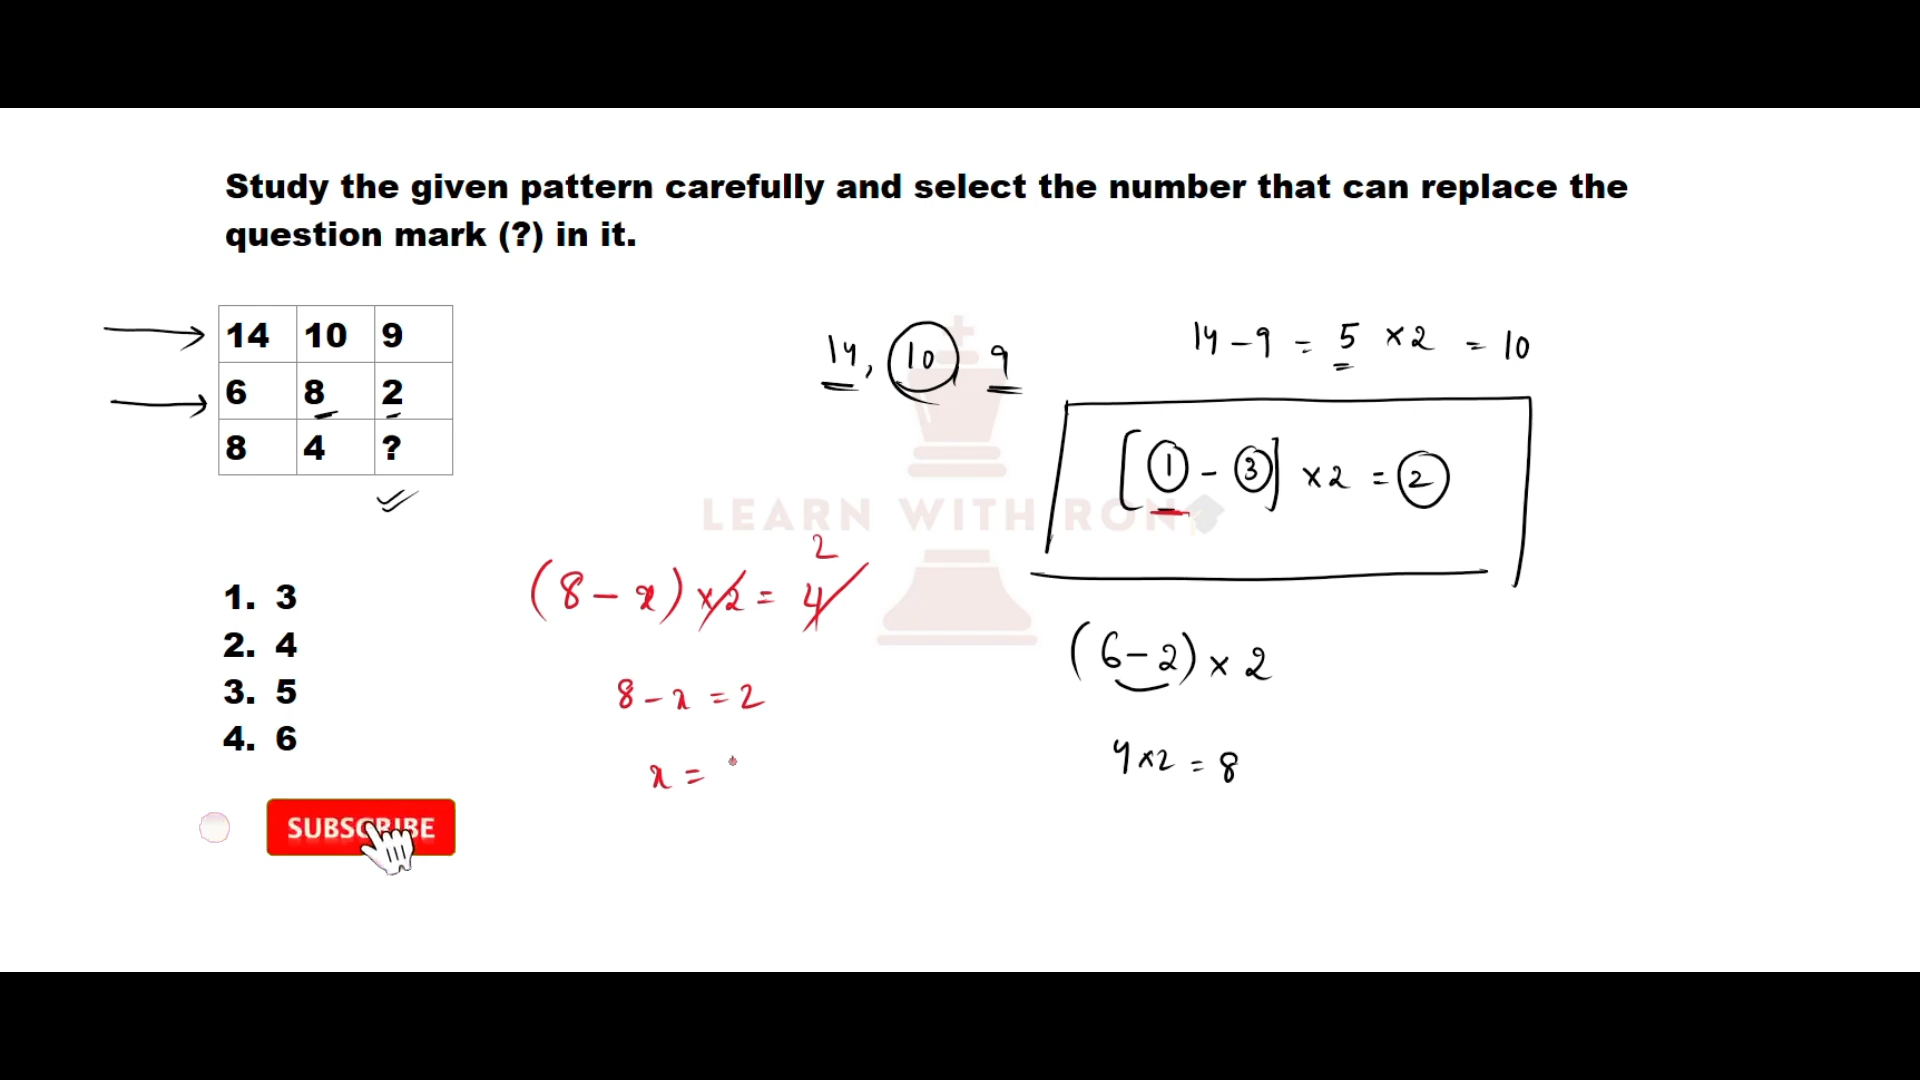 Study the given pattern carefully and select the number that can replace the
question mark (?) in it.
14 10 9
6 8 2
8 4 ?
14, 10 9
14 - 9 = 5 × 2 = 10
[① - ③] × 2 = ②
LEARN WITH RON
2
(8 - x) × 2 = 4
(6 - 2) × 2
8 - x = 2
4 × 2 = 8
x =
1. 3
2. 4
3. 5
4. 6
SUBSCRIBE